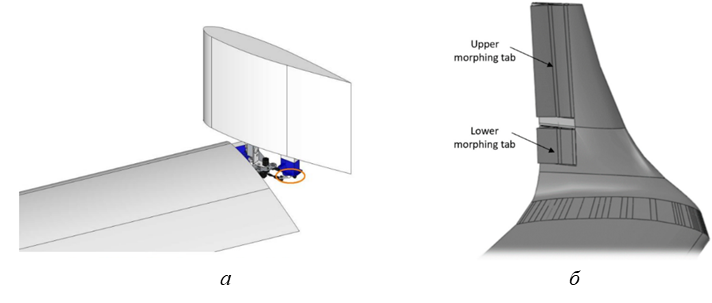 Upper
morphing tab
Lower
morphing tab
а
б